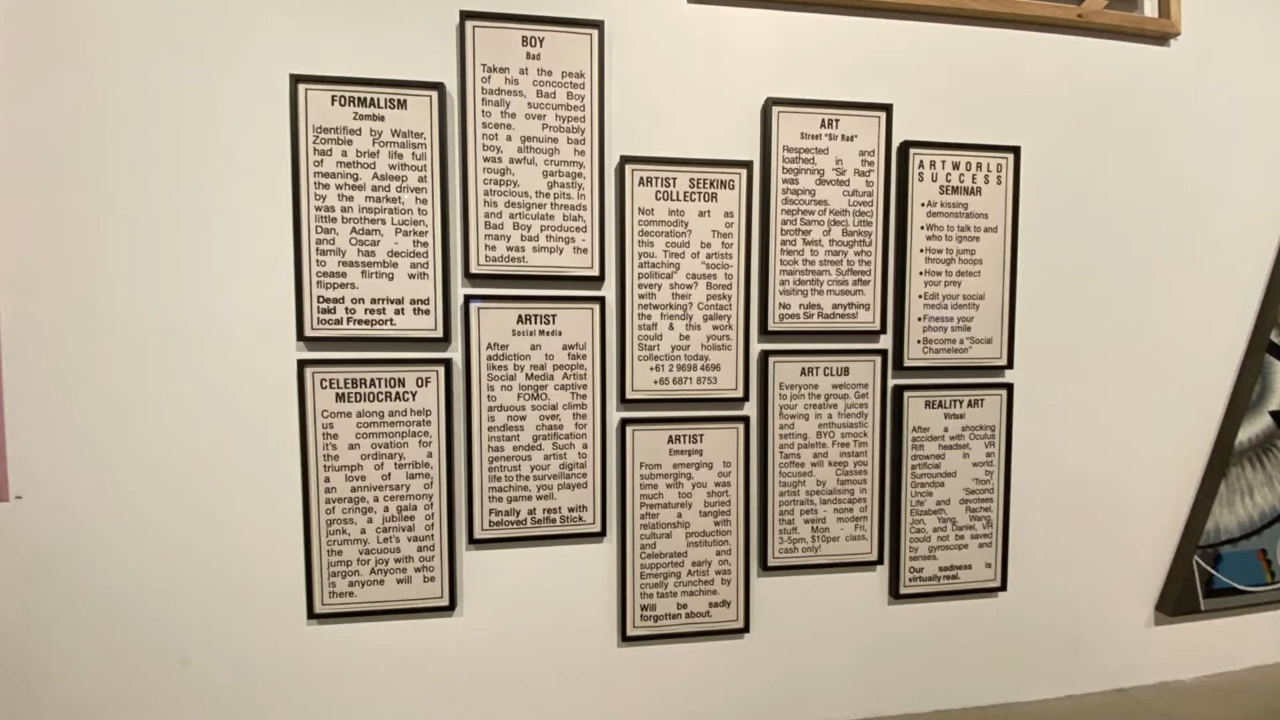 FORMALISM
Zombie
Identified by Walter,
Zombie Formalism
had a brief life full
of method without
meaning. Asleep at
the wheel and driven
by the market, he
was an inspiration to
little brothers Lucien,
Dan, Adam, Parker
and Oscar - the
family has decided
to reassemble and
cease flirting with
flippers.
Dead on arrival and
laid to rest at the
local Freeport.
CELEBRATION OF
MEDIOCRACY
Come along and help
us commemorate
the commonplace,
it's an ovation for
the ordinary, a
triumph of terrible,
a love of lame,
an anniversary of
average, a ceremony
of cringe, a gala of
gross, a jubilee of
junk, a carnival of
crummy. Let's vaunt
the vacuous and
jump for joy with our
jargon. Anyone who
is anyone will be
there.
BOY
Bad
Taken at the peak
of his concocted
badness, Bad Boy
finally succumbed
to the over hyped
scene. Probably
not a genuine bad
boy, although he
was awful, crummy,
rough, garbage,
crappy, ghastly,
atrocious, the pits. In
his designer threads
and articulate blah,
Bad Boy produced
many bad things -
he was simply the
baddest.
ARTIST
Social Media
After an awful
addiction to fake
likes by real people,
Social Media Artist
is no longer captive
to FOMO. The
arduous social climb
is now over, the
endless chase for
instant gratification
has ended. Such a
generous artist to
entrust your digital
life to the surveillance
machine, you played
the game well.
Finally at rest with
beloved Selfie Stick.
ARTIST SEEKING
COLLECTOR
Not into art as
commodity or
decoration? Then
this could be for
you. Tired of artists
attaching "socio-
political" causes to
every show? Bored
with their pesky
networking? Contact
the friendly gallery
staff & this work
could be yours.
Start your holistic
collection today.
+61 2 9698 4696
+65 6871 8753
ARTIST
Emerging
From emerging to
submerging, our
time with you was
much too short.
Prematurely buried
after a tangled
relationship with
cultural production
and institution.
Celebrated and
supported early on,
Emerging Artist was
cruelly crunched by
the taste machine.
Will be sadly
forgotten about.
ART
Street "Sir Rad"
Respected and
loathed, in the
beginning "Sir Rad"
was devoted to
shaping cultural
discourses. Loved
nephew of Keith (dec)
and Samo (dec). Little
brother of Banksy
and Twist, thoughtful
friend to many who
took the street to the
mainstream. Suffered
an identity crisis after
visiting the museum.
No rules, anything
goes Sir Radness!
ART CLUB
Everyone welcome
to join the group. Get
your creative juices
flowing in a friendly
and enthusiastic
setting. BYO smock
and palette. Free Tim
Tams and instant
coffee will keep you
focused. Classes
taught by famous
artist specialising in
portraits, landscapes
and pets - none of
that weird modern
stuff. Mon - Fri,
3-5pm, $10per class,
cash only!
ARTWORLD
SUCCESS
SEMINAR
• Air kissing
demonstrations
• Who to talk to and
who to ignore
• How to jump
through hoops
• How to detect
your prey
• Edit your social
media identity
• Finesse your
phony smile
• Become a "Social
Chameleon"
REALITY ART
Virtual
After a shocking
accident with Oculus
Rift headset, VR
drowned in an
artificial world.
Surrounded by
Grandpa 'Tron',
Uncle 'Second
Life' and devotees
Elizabeth, Rachel,
Jon, Yang, Wang,
Cao, and Daniel, VR
could not be saved
by gyroscope and
senses.
Our sadness is
virtually real.